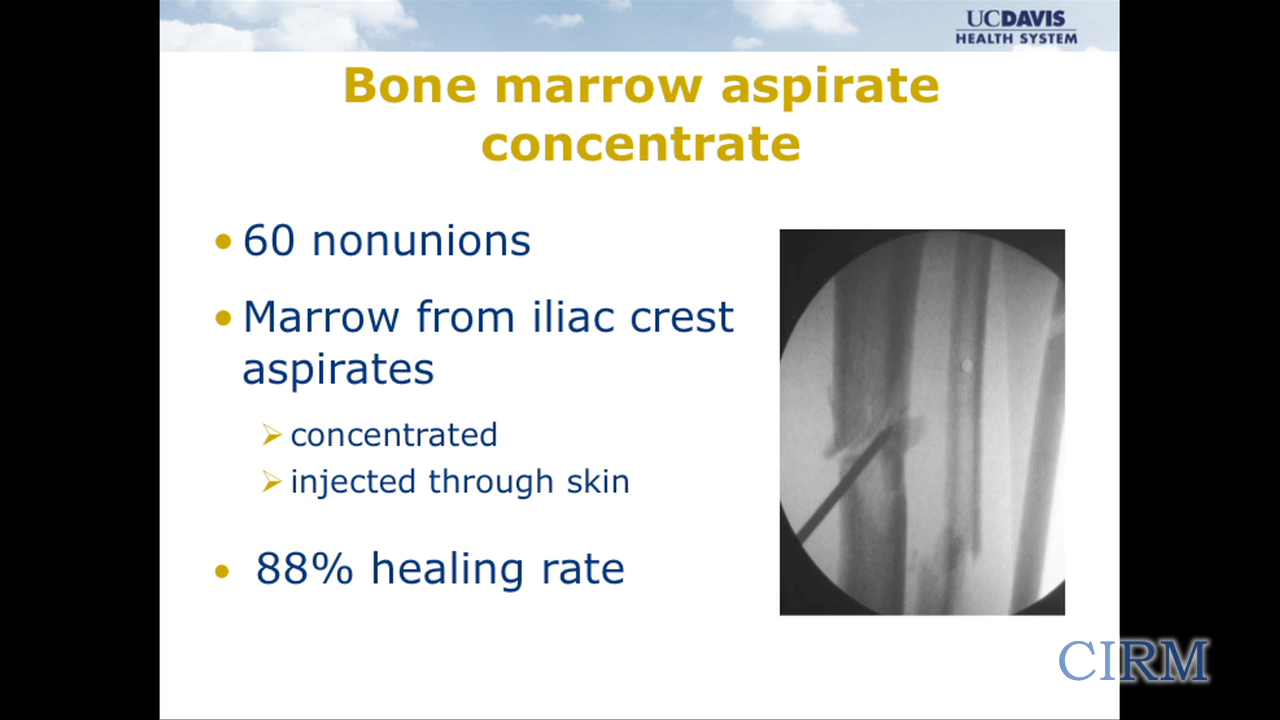 UCDAVIS
HEALTH SYSTEM
Bone marrow aspirate
concentrate
• 60 nonunions
• Marrow from iliac crest
aspirates
➢ concentrated
➢ injected through skin
• 88% healing rate
CIRM